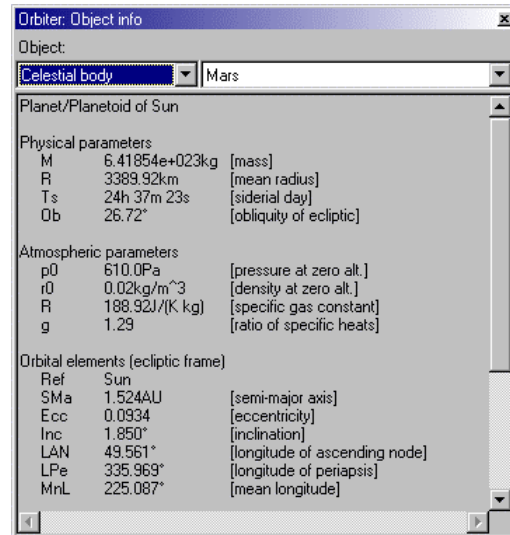 Orbiter: Object info
Object:
Celestial body Mars
Planet/Planetoid of Sun
Physical parameters
M 6.41854e+023kg [mass]
R 3389.92km [mean radius]
Ts 24h 37m 23s [siderial day]
Ob 26.72° [obliquity of ecliptic]
Atmospheric parameters
p0 610.0Pa [pressure at zero alt.]
r0 0.02kg/m^3 [density at zero alt.]
R 188.92J/(K kg) [specific gas constant]
g 1.29 [ratio of specific heats]
Orbital elements (ecliptic frame)
Ref Sun
SMa 1.524AU [semi-major axis]
Ecc 0.0934 [eccentricity]
Inc 1.850° [inclination]
LAN 49.561° [longitude of ascending node]
LPe 335.969° [longitude of periapsis]
MnL 225.087° [mean longitude]